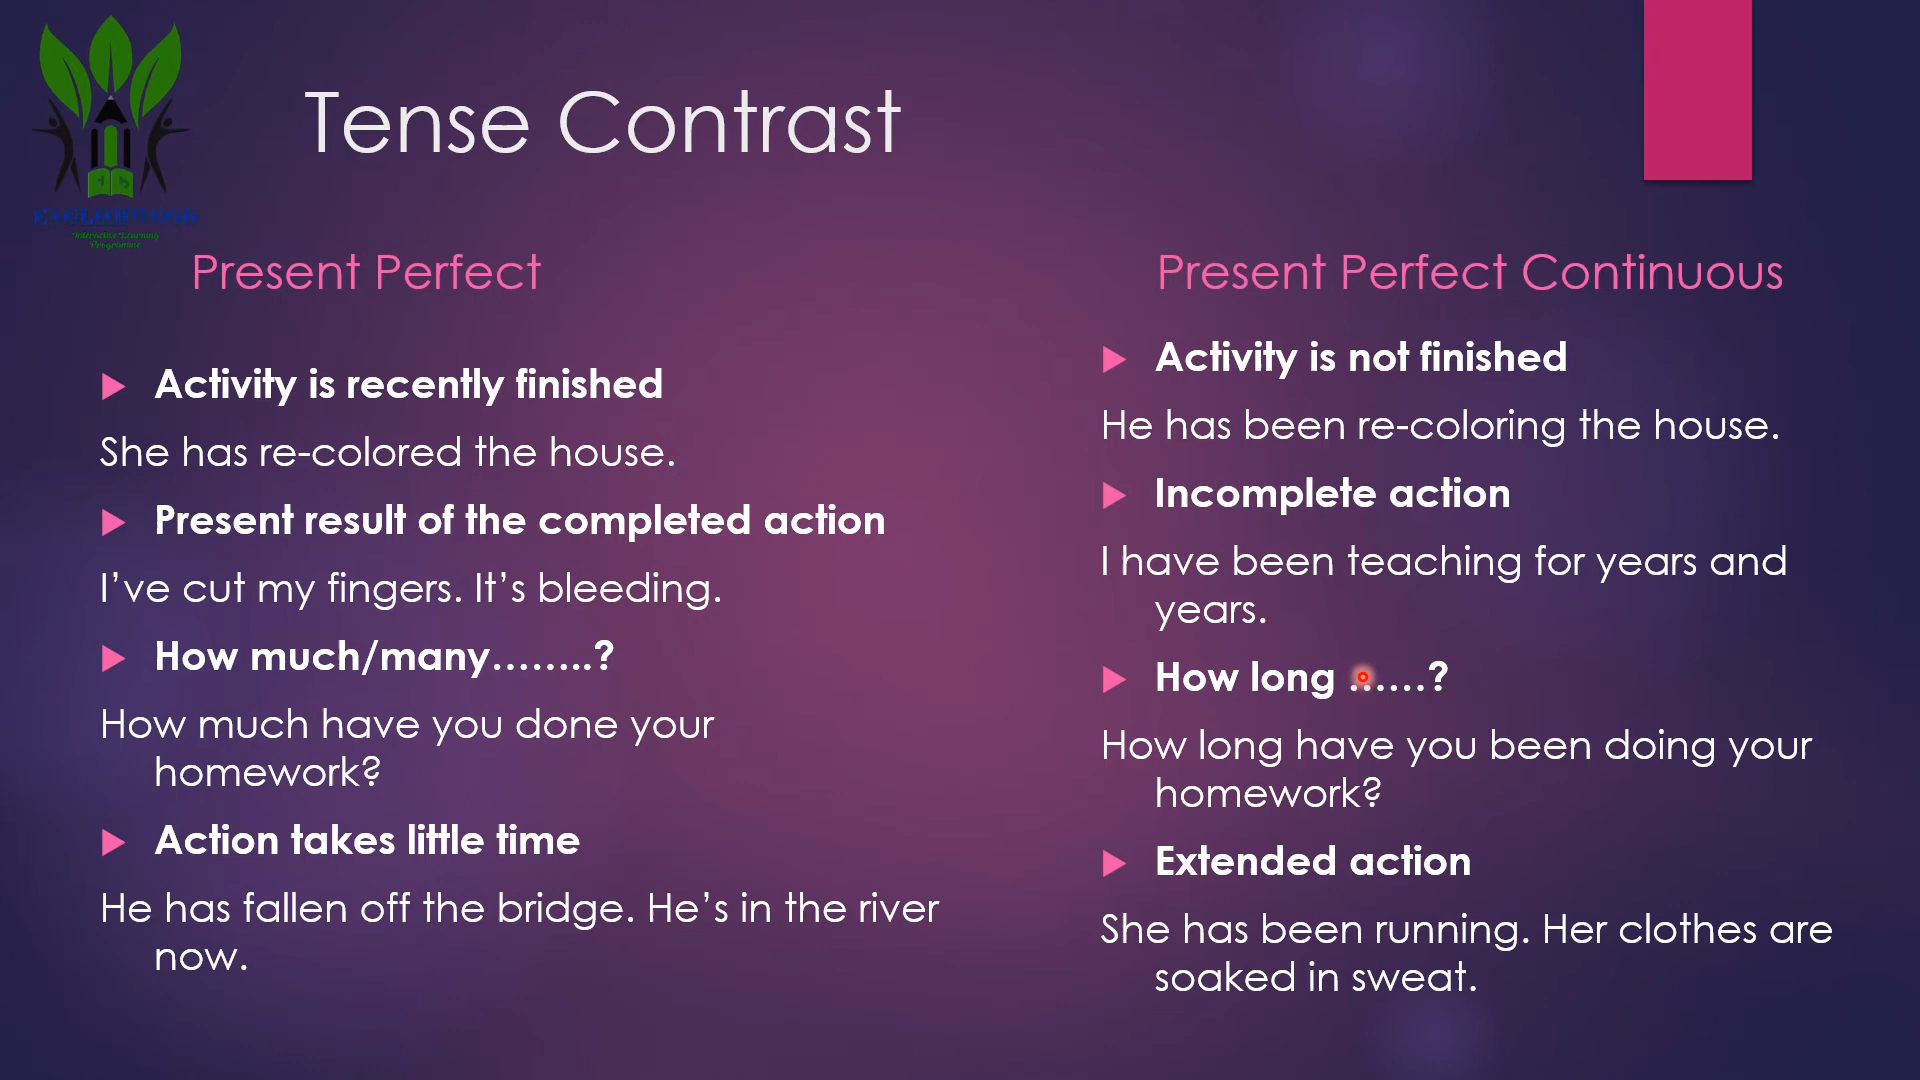 Tense Contrast
Interactive Learning
Programme
Present Perfect
Activity is recently finished
She has re-colored the house.
Present result of the completed action
I’ve cut my fingers. It’s bleeding.
How much/many……..?
How much have you done your
homework?
Action takes little time
He has fallen off the bridge. He’s in the river
now.
Present Perfect Continuous
Activity is not finished
He has been re-coloring the house.
Incomplete action
I have been teaching for years and
years.
How long ……?
How long have you been doing your
homework?
Extended action
She has been running. Her clothes are
soaked in sweat.